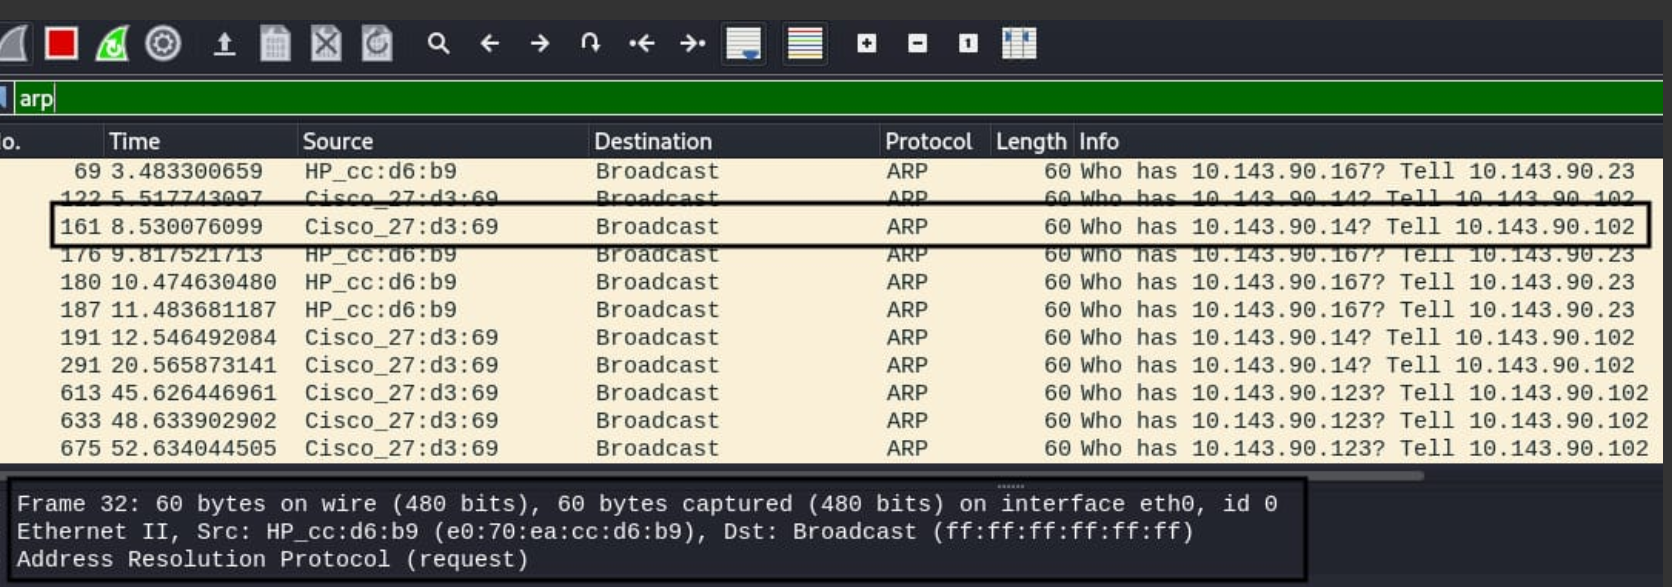 arp
o. Time Source Destination Protocol Length Info
69 3.483300659 HP_cc:d6:b9 Broadcast ARP 60 Who has 10.143.90.167? Tell 10.143.90.23
122 5.517743097 Cisco_27:d3:69 Broadcast ARP 60 Who has 10.143.90.14? Tell 10.143.90.102
161 8.530076099 Cisco_27:d3:69 Broadcast ARP 60 Who has 10.143.90.14? Tell 10.143.90.102
176 9.817521713 HP_cc:d6:b9 Broadcast ARP 60 Who has 10.143.90.167? Tell 10.143.90.23
180 10.474630480 HP_cc:d6:b9 Broadcast ARP 60 Who has 10.143.90.167? Tell 10.143.90.23
187 11.483681187 HP_cc:d6:b9 Broadcast ARP 60 Who has 10.143.90.167? Tell 10.143.90.23
191 12.546492084 Cisco_27:d3:69 Broadcast ARP 60 Who has 10.143.90.14? Tell 10.143.90.102
291 20.565873141 Cisco_27:d3:69 Broadcast ARP 60 Who has 10.143.90.14? Tell 10.143.90.102
613 45.626446961 Cisco_27:d3:69 Broadcast ARP 60 Who has 10.143.90.123? Tell 10.143.90.102
633 48.633902902 Cisco_27:d3:69 Broadcast ARP 60 Who has 10.143.90.123? Tell 10.143.90.102
675 52.634044505 Cisco_27:d3:69 Broadcast ARP 60 Who has 10.143.90.123? Tell 10.143.90.102
Frame 32: 60 bytes on wire (480 bits), 60 bytes captured (480 bits) on interface eth0, id 0
Ethernet II, Src: HP_cc:d6:b9 (e0:70:ea:cc:d6:b9), Dst: Broadcast (ff:ff:ff:ff:ff:ff)
Address Resolution Protocol (request)